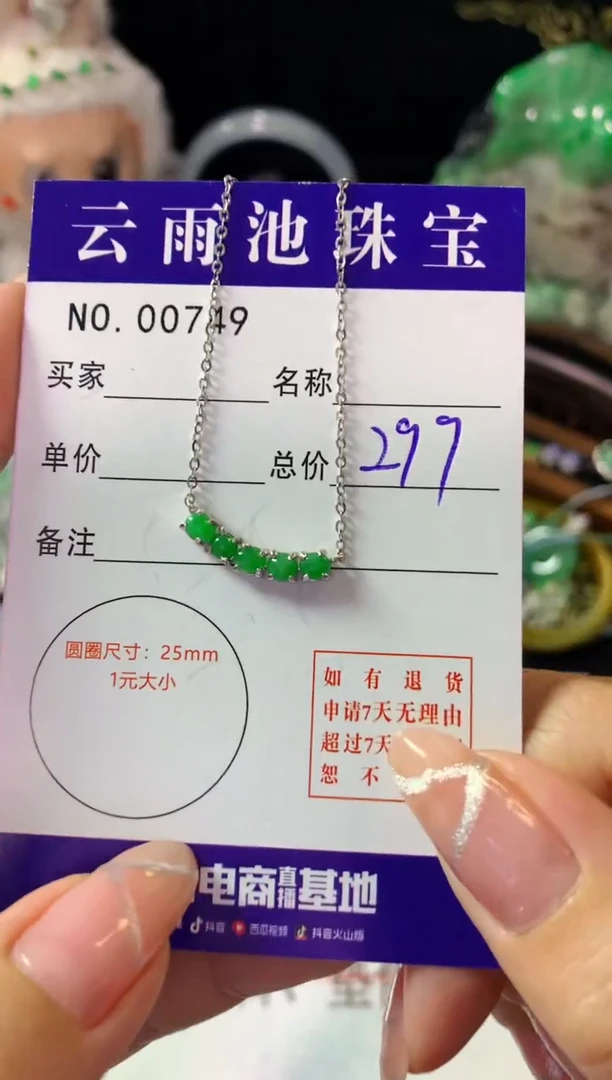 云雨池珠宝
NO. 00749
买家 名称
单价 总价 299
备注
圆圈尺寸：25mm
1元大小
如有退货
申请7天无理由
超过7天
恕不
电商直播基地
抖音 西瓜视频 抖音火山版